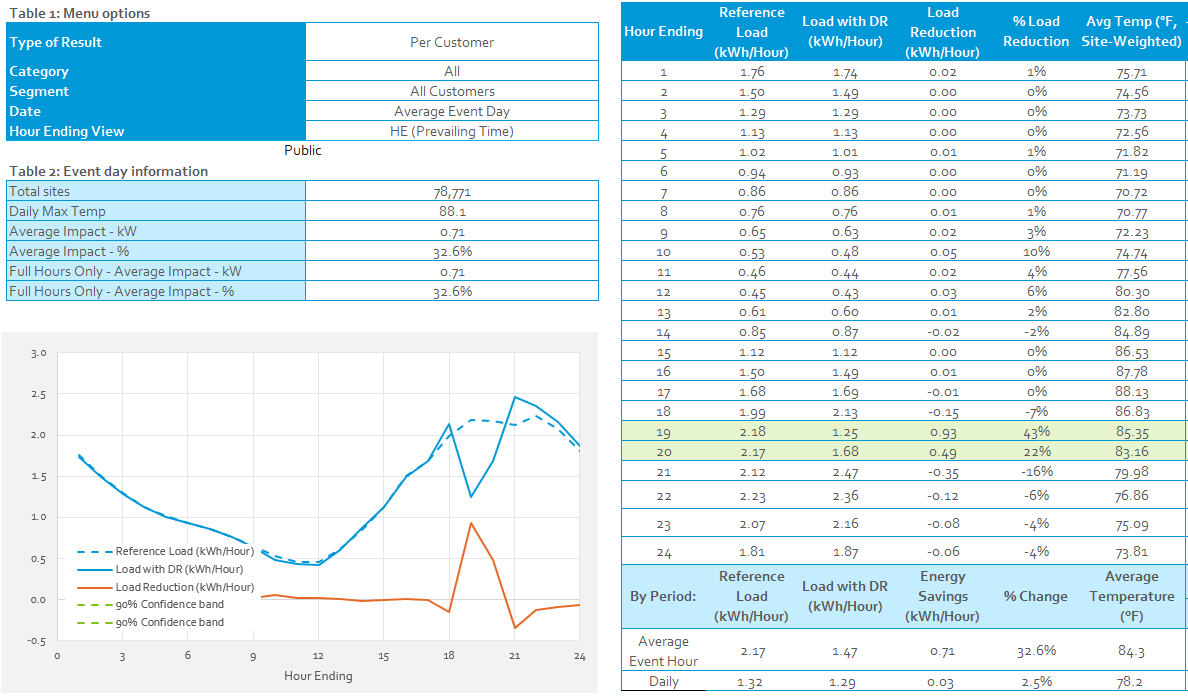 Table 1: Menu options
Type of Result Per Customer
Category All
Segment All Customers
Date Average Event Day
Hour Ending View HE (Prevailing Time)
Public
Table 2: Event day information
Total sites 78,771
Daily Max Temp 88.1
Average Impact - kW 0.71
Average Impact - % 32.6%
Full Hours Only - Average Impact - kW 0.71
Full Hours Only - Average Impact - % 32.6%
3.0
2.5
2.0
1.5
1.0
0.5
0.0
-0.5
Reference Load (kWh/Hour)
Load with DR (kWh/Hour)
Load Reduction (kWh/Hour)
90% Confidence band
90% Confidence band
0 3 6 9 12 15 18 21 24
Hour Ending
Hour Ending
Reference
Load
(kWh/Hour)
Load with DR
(kWh/Hour)
Load
Reduction
(kWh/Hour)
% Load
Reduction
Avg Temp (°F,
Site-Weighted)
1 1.76 1.74 0.02 1% 75.71
2 1.50 1.49 0.00 0% 74.56
3 1.29 1.29 0.00 0% 73.73
4 1.13 1.13 0.00 0% 72.56
5 1.02 1.01 0.01 1% 71.82
6 0.94 0.93 0.00 0% 71.19
7 0.86 0.86 0.00 0% 70.72
8 0.76 0.76 0.01 1% 70.77
9 0.65 0.63 0.02 3% 72.23
10 0.53 0.48 0.05 10% 74.74
11 0.46 0.44 0.02 4% 77.56
12 0.45 0.43 0.03 6% 80.30
13 0.61 0.60 0.01 2% 82.80
14 0.85 0.87 -0.02 -2% 84.89
15 1.12 1.12 0.00 0% 86.53
16 1.50 1.49 0.01 0% 87.78
17 1.68 1.69 -0.01 0% 88.13
18 1.99 2.13 -0.15 -7% 86.83
19 2.18 1.25 0.93 43% 85.35
20 2.17 1.68 0.49 22% 83.16
21 2.12 2.47 -0.35 -16% 79.98
22 2.23 2.36 -0.12 -6% 76.86
23 2.07 2.16 -0.08 -4% 75.09
24 1.81 1.87 -0.06 -4% 73.81
By Period:
Reference
Load
(kWh/Hour)
Load with DR
(kWh/Hour)
Energy
Savings
(kWh/Hour)
% Change
Average
Temperature
(°F)
Average
Event Hour 2.17 1.47 0.71 32.6% 84.3
Daily 1.32 1.29 0.03 2.5% 78.2